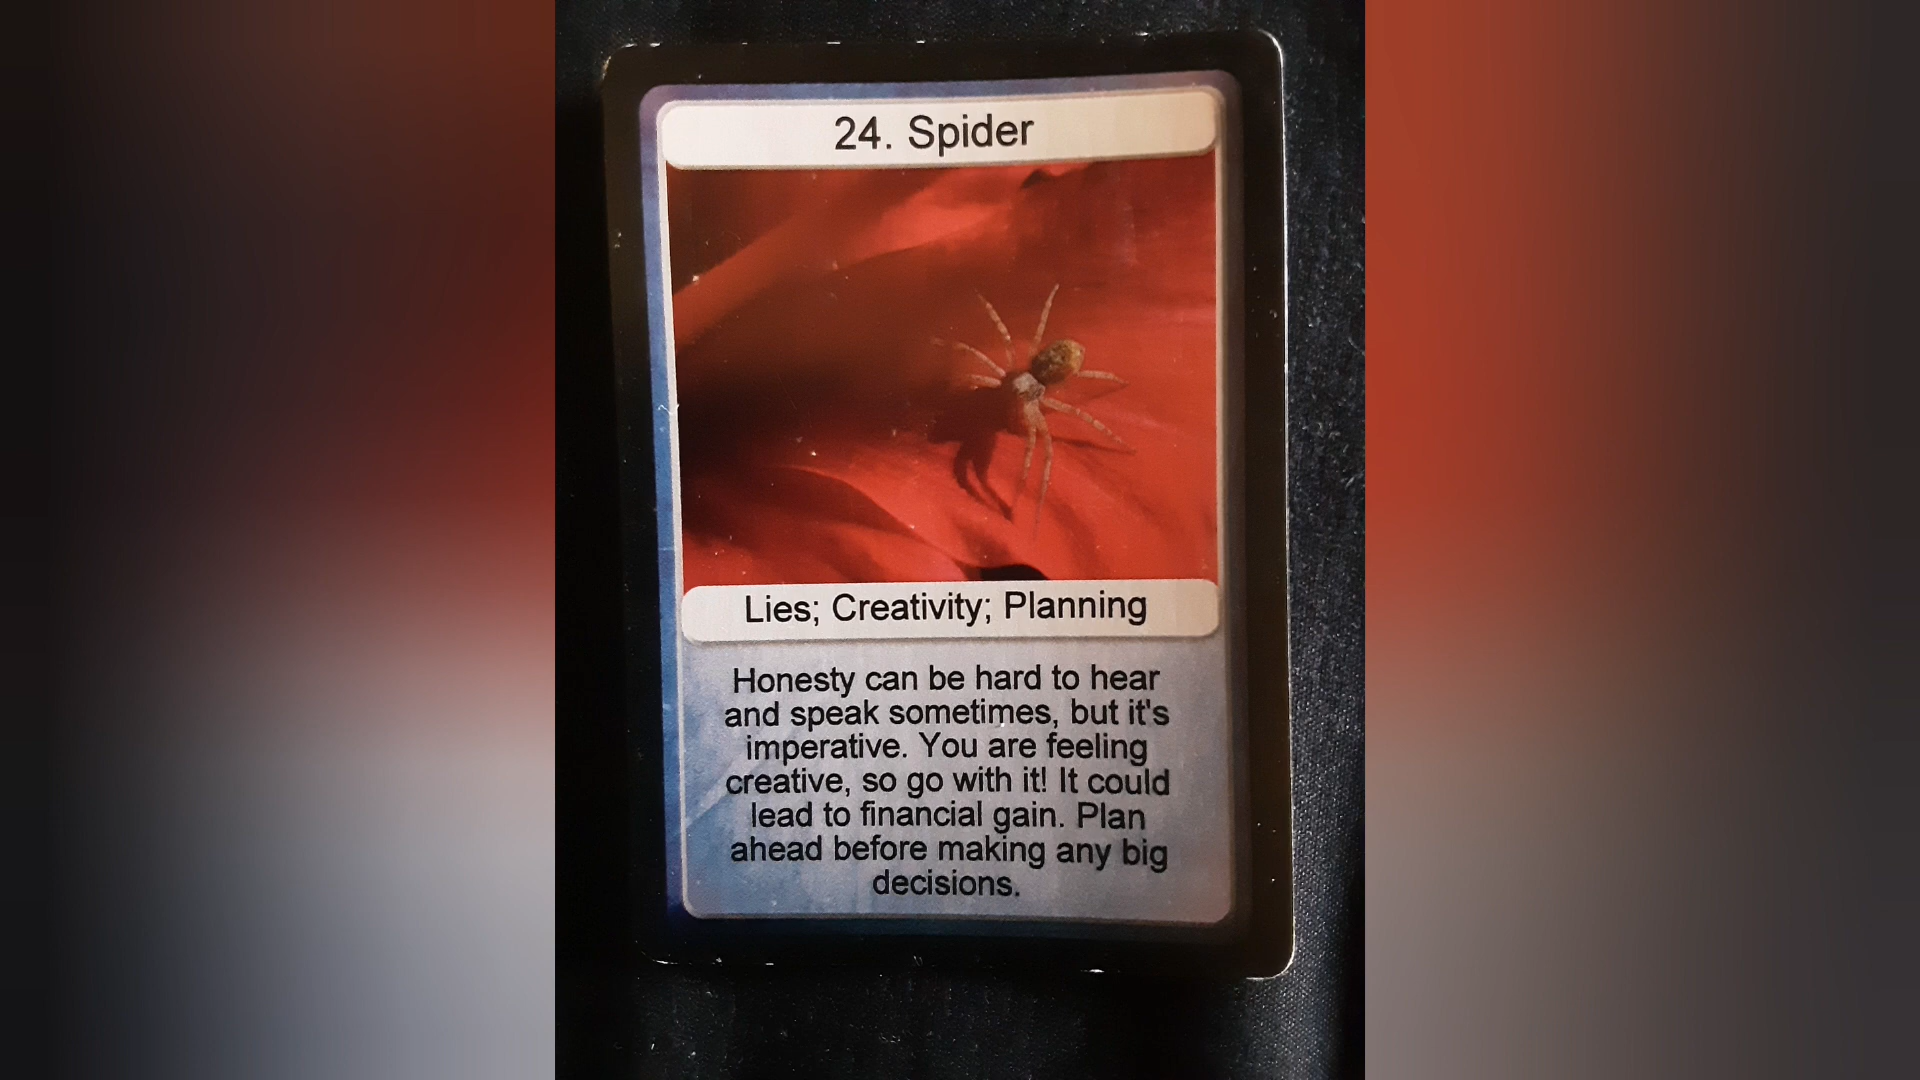 24. Spider
Lies; Creativity; Planning
Honesty can be hard to hear
and speak sometimes, but it's
imperative. You are feeling
creative, so go with it! It could
lead to financial gain. Plan
ahead before making any big
decisions.